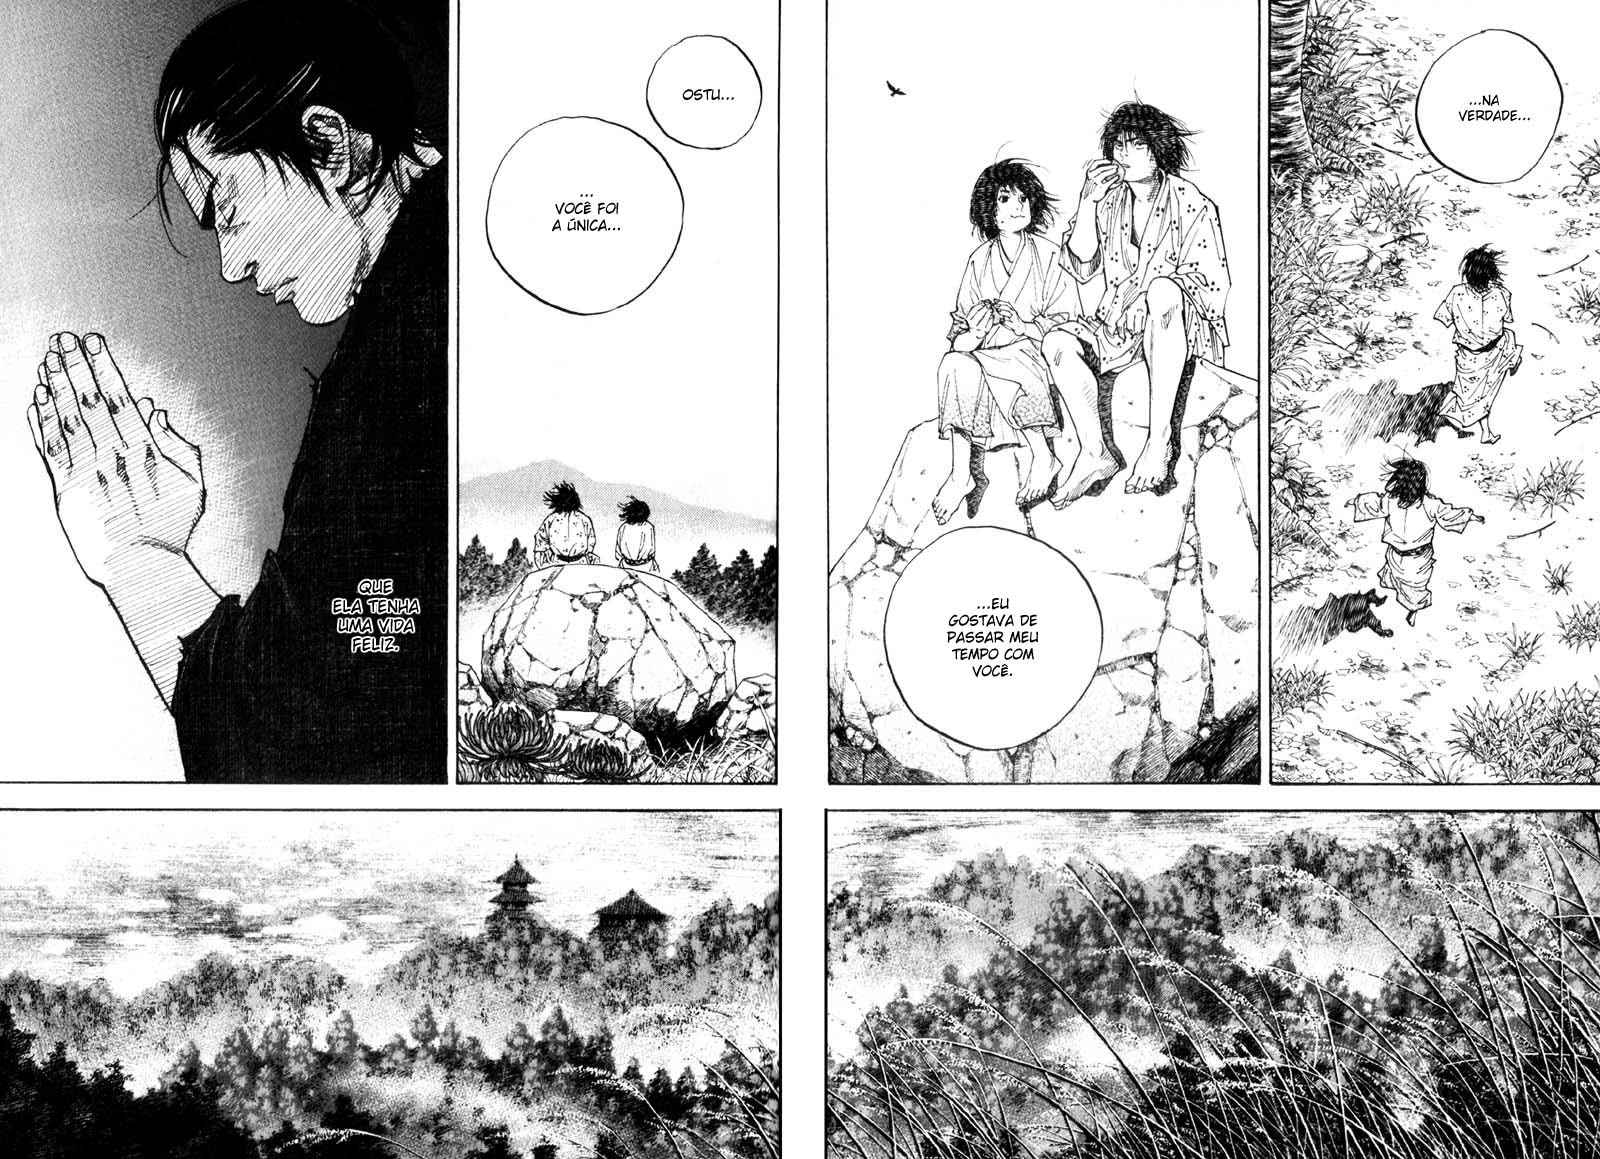 ...NA
VERDADE...
...EU
GOSTAVA DE
PASSAR MEU
TEMPO COM
VOCÊ.
OSTU...
...
VOCÊ FOI
A ÚNICA...
QUE
ELA TENHA
UMA VIDA
FELIZ.